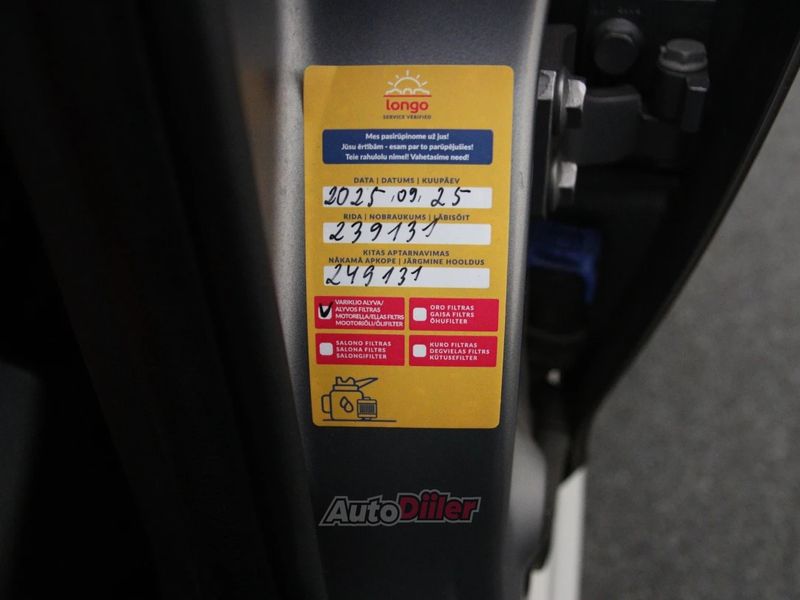 longo
SERVICE VERIFIED
Mes pasirūpinome už jus!
Jūsu ērtībām - esam par to parūpējušies!
Teie rahulolu nimel! Vahetasime need!
DATA | DATUMS | KUUPÄEV
2025.09.25
RIDA | NOBRAUKUMS | LÄBISÕIT
239131
KITAS APTARNAVIMAS
NĀKAMĀ APKOPE | JÄRGMINE HOOLDUS
249131
VARIKLIO ALYVA/
ALYVOS FILTRAS
MOTORELLA/ELLAS FILTRS
MOOTORIÕLI/ÕLIFILTER
ORO FILTRAS
GAISA FILTRS
ÕHUFILTER
SALONO FILTRAS
SALONA FILTRS
SALONGIFILTER
KURO FILTRAS
DEGVIELAS FILTRS
KÜTUSEFILTER
AutoDiiler